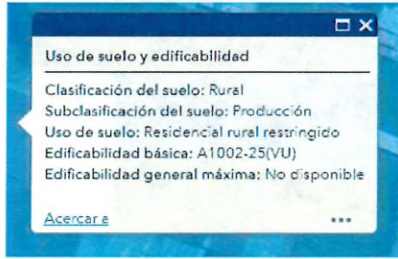 Uso de suelo y edificabilidad
Clasificación del suelo: Rural
Subclasificación del suelo: Producción
Uso de suelo: Residencial rural restringido
Edificabilidad básica: A1002-25(VU)
Edificabilidad general máxima: No disponible
Acercar a